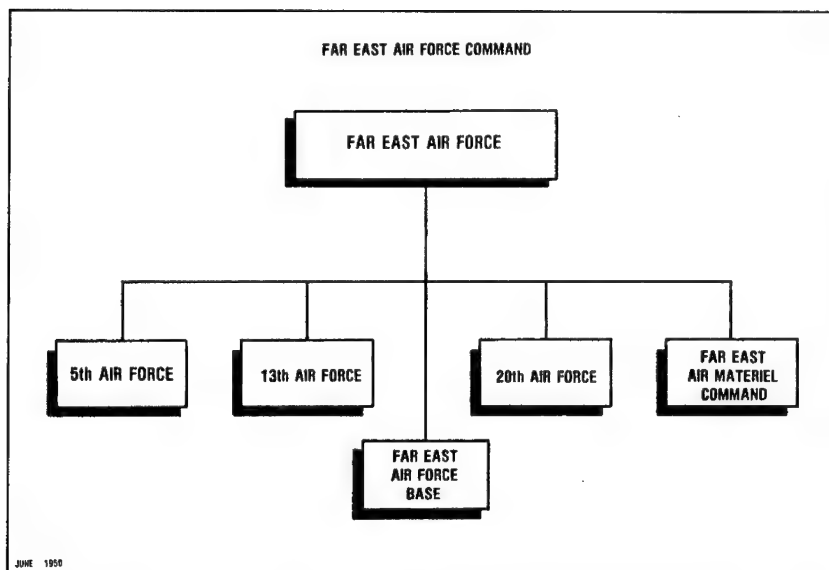 FAR EAST AIR FORCE COMMAND
FAR EAST AIR FORCE
5th AIR FORCE
13th AIR FORCE
20th AIR FORCE
FAR EAST
AIR MATERIEL
COMMAND
FAR EAST
AIR FORCE
BASE
JUNE 1950